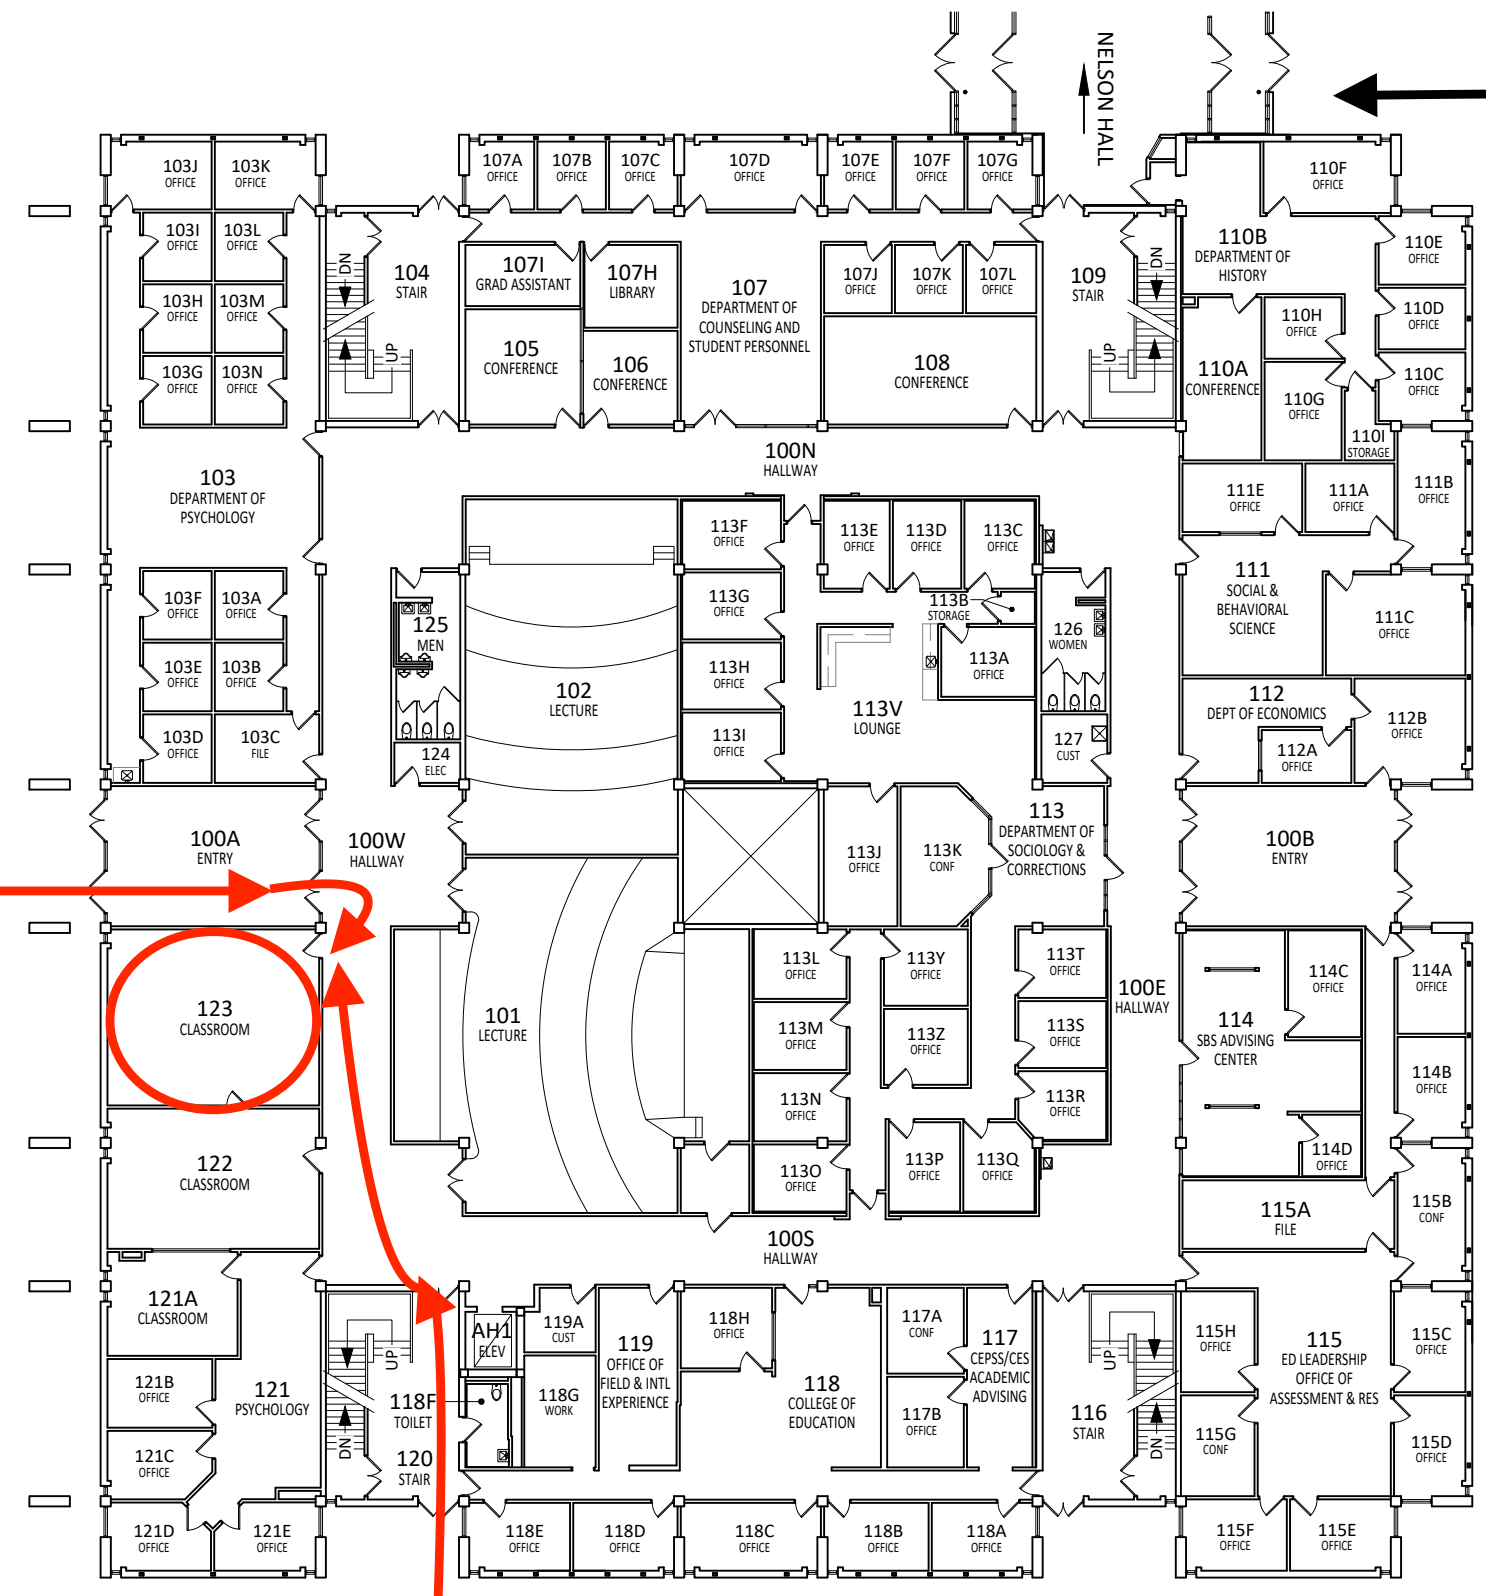 NELSON HALL
103J
OFFICE
103K
OFFICE
107A
OFFICE
107B
OFFICE
107C
OFFICE
107D
OFFICE
107E
OFFICE
107F
OFFICE
107G
OFFICE
110F
OFFICE
103I
OFFICE
103L
OFFICE
104
STAIR
DN
UP
107I
GRAD ASSISTANT
107H
LIBRARY
107
DEPARTMENT OF
COUNSELING AND
STUDENT PERSONNEL
107J
OFFICE
107K
OFFICE
107L
OFFICE
109
STAIR
DN
UP
110B
DEPARTMENT OF
HISTORY
110E
OFFICE
103H
OFFICE
103M
OFFICE
110H
OFFICE
110D
OFFICE
103G
OFFICE
103N
OFFICE
105
CONFERENCE
106
CONFERENCE
108
CONFERENCE
110A
CONFERENCE
110G
OFFICE
110C
OFFICE
110I
STORAGE
100N
HALLWAY
103
DEPARTMENT OF
PSYCHOLOGY
111E
OFFICE
111A
OFFICE
111B
OFFICE
113F
OFFICE
113E
OFFICE
113D
OFFICE
113C
OFFICE
111
SOCIAL &
BEHAVIORAL
SCIENCE
103F
OFFICE
103A
OFFICE
125
MEN
113G
OFFICE
113B
STORAGE
126
WOMEN
111C
OFFICE
103E
OFFICE
103B
OFFICE
102
LECTURE
113H
OFFICE
113A
OFFICE
113V
LOUNGE
112
DEPT OF ECONOMICS
112B
OFFICE
103D
OFFICE
103C
FILE
124
ELEC
113I
OFFICE
127
CUST
112A
OFFICE
100A
ENTRY
100W
HALLWAY
113J
OFFICE
113K
CONF
113
DEPARTMENT OF
SOCIOLOGY &
CORRECTIONS
100B
ENTRY
123
CLASSROOM
101
LECTURE
113L
OFFICE
113Y
OFFICE
113T
OFFICE
100E
HALLWAY
114C
OFFICE
114A
OFFICE
113M
OFFICE
113Z
OFFICE
113S
OFFICE
114
SBS ADVISING
CENTER
114B
OFFICE
113N
OFFICE
113R
OFFICE
122
CLASSROOM
113O
OFFICE
113P
OFFICE
113Q
OFFICE
114D
OFFICE
115A
FILE
115B
CONF
100S
HALLWAY
121A
CLASSROOM
AH1
ELEV
119A
CUST
119
OFFICE OF
FIELD & INTL
EXPERIENCE
118H
OFFICE
117A
CONF
117
CEPSS/CES
ACADEMIC
ADVISING
115H
OFFICE
115
ED LEADERSHIP
OFFICE OF
ASSESSMENT & RES
115C
OFFICE
UP
DN
UP
DN
121B
OFFICE
121
PSYCHOLOGY
118F
TOILET
118G
WORK
118
COLLEGE OF
EDUCATION
117B
OFFICE
116
STAIR
115G
CONF
115D
OFFICE
121C
OFFICE
120
STAIR
121D
OFFICE
121E
OFFICE
118E
OFFICE
118D
OFFICE
118C
OFFICE
118B
OFFICE
118A
OFFICE
115F
OFFICE
115E
OFFICE